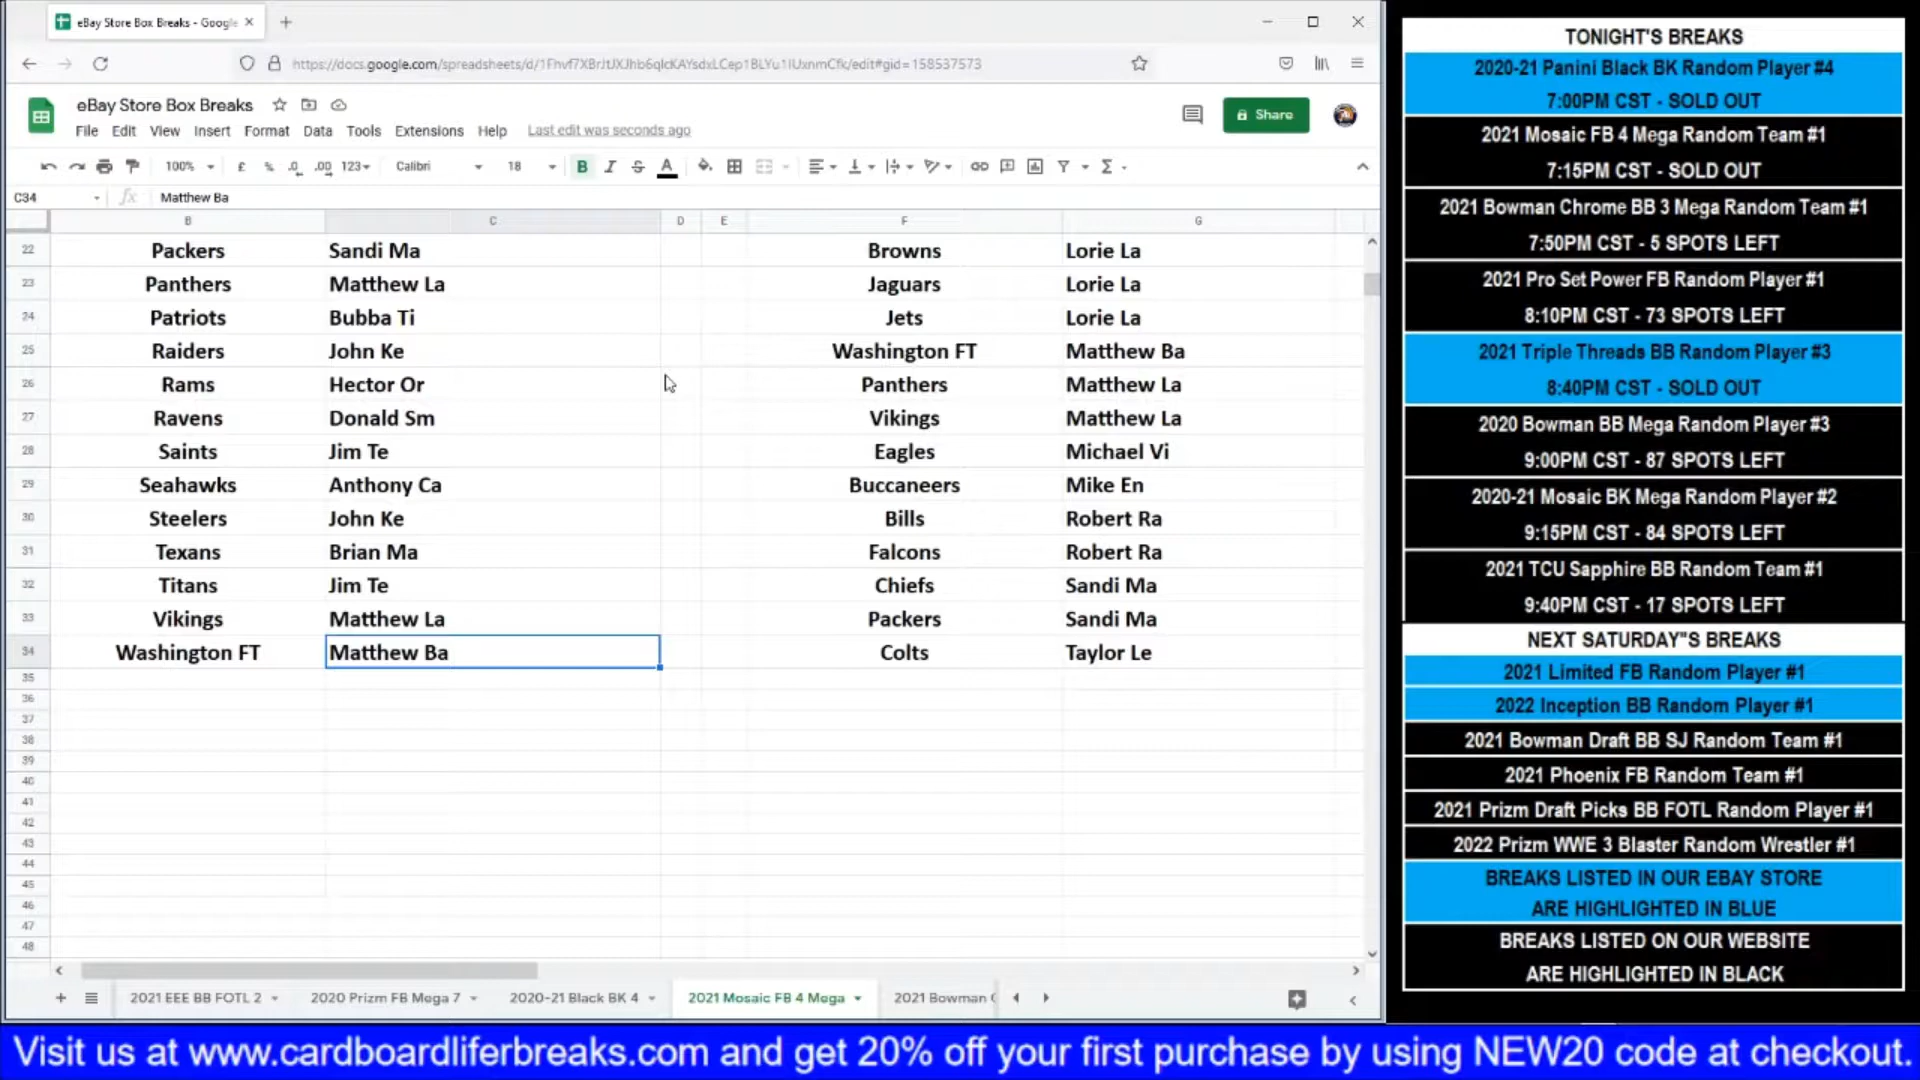 eBay Store Box Breaks - Google
https://docs.google.com/spreadsheets/d/1Fhvf7XBrJtJXJhb6qlcKAYsdxLCep1BLYu1IUxnmCfk/edit#gid=158537573
eBay Store Box Breaks
File Edit View Insert Format Data Tools Extensions Help Last edit was seconds ago
Share
100% £ % .0 .00 123 Calibri 18 B I S A
C34 fx Matthew Ba
B C D E F G
22 Packers Sandi Ma Browns Lorie La
23 Panthers Matthew La Jaguars Lorie La
24 Patriots Bubba Ti Jets Lorie La
25 Raiders John Ke Washington FT Matthew Ba
26 Rams Hector Or Panthers Matthew La
27 Ravens Donald Sm Vikings Matthew La
28 Saints Jim Te Eagles Michael Vi
29 Seahawks Anthony Ca Buccaneers Mike En
30 Steelers John Ke Bills Robert Ra
31 Texans Brian Ma Falcons Robert Ra
32 Titans Jim Te Chiefs Sandi Ma
33 Vikings Matthew La Packers Sandi Ma
34 Washington FT Matthew Ba Colts Taylor Le
35
36
37
38
39
40
41
42
43
44
45
46
47
48
2021 EEE BB FOTL 2 2020 Prizm FB Mega 7 2020-21 Black BK 4 2021 Mosaic FB 4 Mega 2021 Bowman C
TONIGHT'S BREAKS
2020-21 Panini Black BK Random Player #4
7:00PM CST - SOLD OUT
2021 Mosaic FB 4 Mega Random Team #1
7:15PM CST - SOLD OUT
2021 Bowman Chrome BB 3 Mega Random Team #1
7:50PM CST - 5 SPOTS LEFT
2021 Pro Set Power FB Random Player #1
8:10PM CST - 73 SPOTS LEFT
2021 Triple Threads BB Random Player #3
8:40PM CST - SOLD OUT
2020 Bowman BB Mega Random Player #3
9:00PM CST - 87 SPOTS LEFT
2020-21 Mosaic BK Mega Random Player #2
9:15PM CST - 84 SPOTS LEFT
2021 TCU Sapphire BB Random Team #1
9:40PM CST - 17 SPOTS LEFT
NEXT SATURDAY"S BREAKS
2021 Limited FB Random Player #1
2022 Inception BB Random Player #1
2021 Bowman Draft BB SJ Random Team #1
2021 Phoenix FB Random Team #1
2021 Prizm Draft Picks BB FOTL Random Player #1
2022 Prizm WWE 3 Blaster Random Wrestler #1
BREAKS LISTED IN OUR EBAY STORE
ARE HIGHLIGHTED IN BLUE
BREAKS LISTED ON OUR WEBSITE
ARE HIGHLIGHTED IN BLACK
Visit us at www.cardboardliferbreaks.com and get 20% off your first purchase by using NEW20 code at checkout.